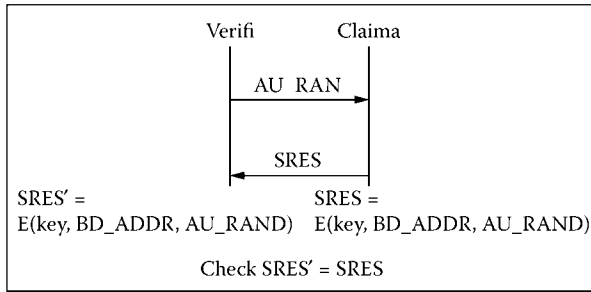 Verifi Claima
AU RAN
SRES
SRES′ = SRES =
E(key, BD_ADDR, AU_RAND) E(key, BD_ADDR, AU_RAND)
Check SRES′ = SRES